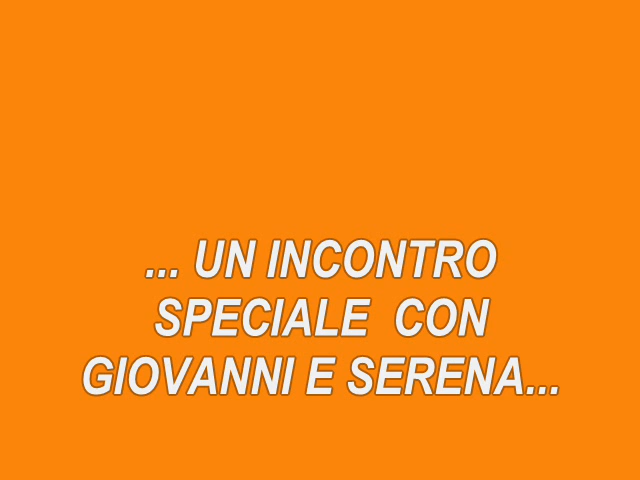 ... UN INCONTRO
SPECIALE  CON
GIOVANNI E SERENA...